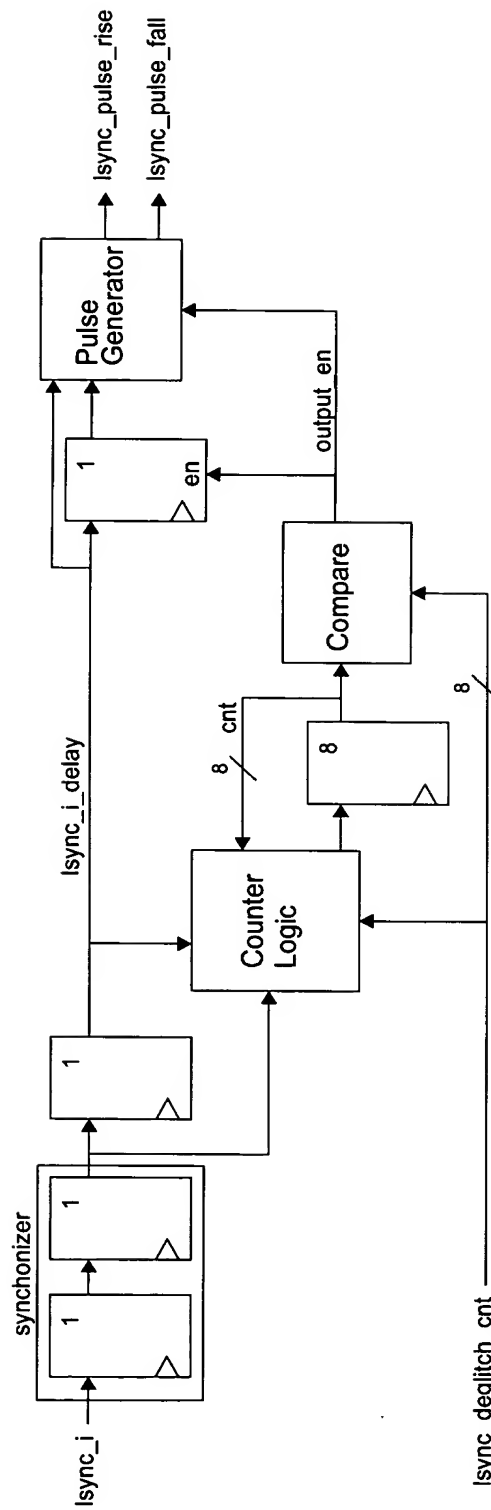 lsync_i
synchonizer
1
1
1
lsync_i_delay
Counter
Logic
8
cnt
8
Compare
output_en
1
en
Pulse
Generator
lsync_pulse_rise
lsync_pulse_fall
lsync_deglitch_cnt
8